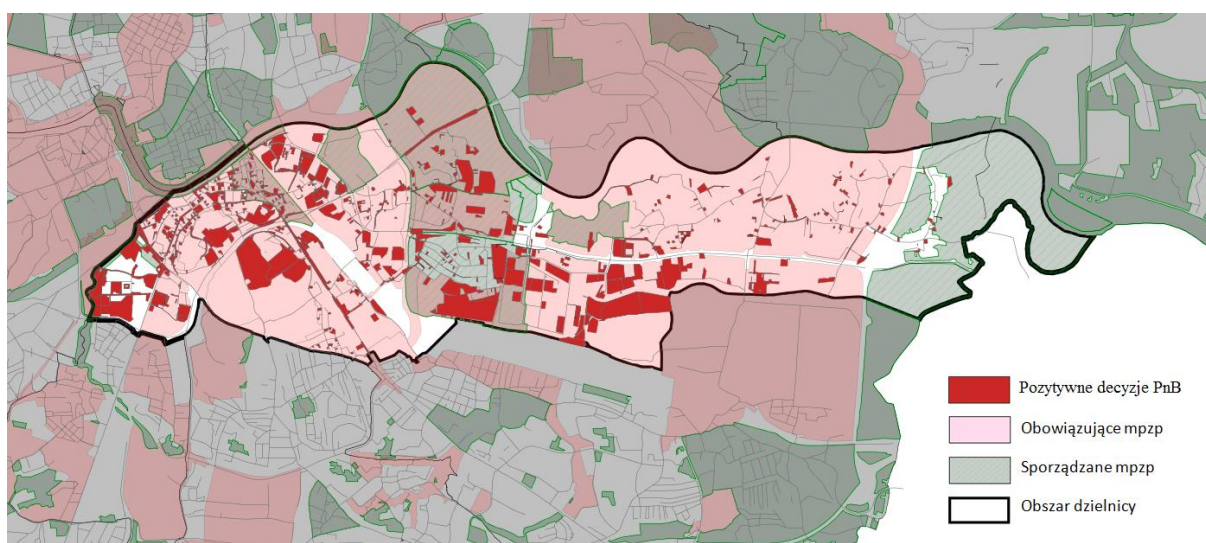 Pozytywne decyzje PnB
Obowiązujące mpzp
Sporządzane mpzp
Obszar dzielnicy